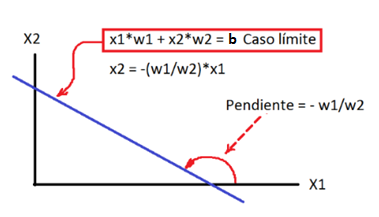 X2
x1*w1 + x2*w2 = b Caso límite
x2 = -(w1/w2)*x1
Pendiente = - w1/w2
X1